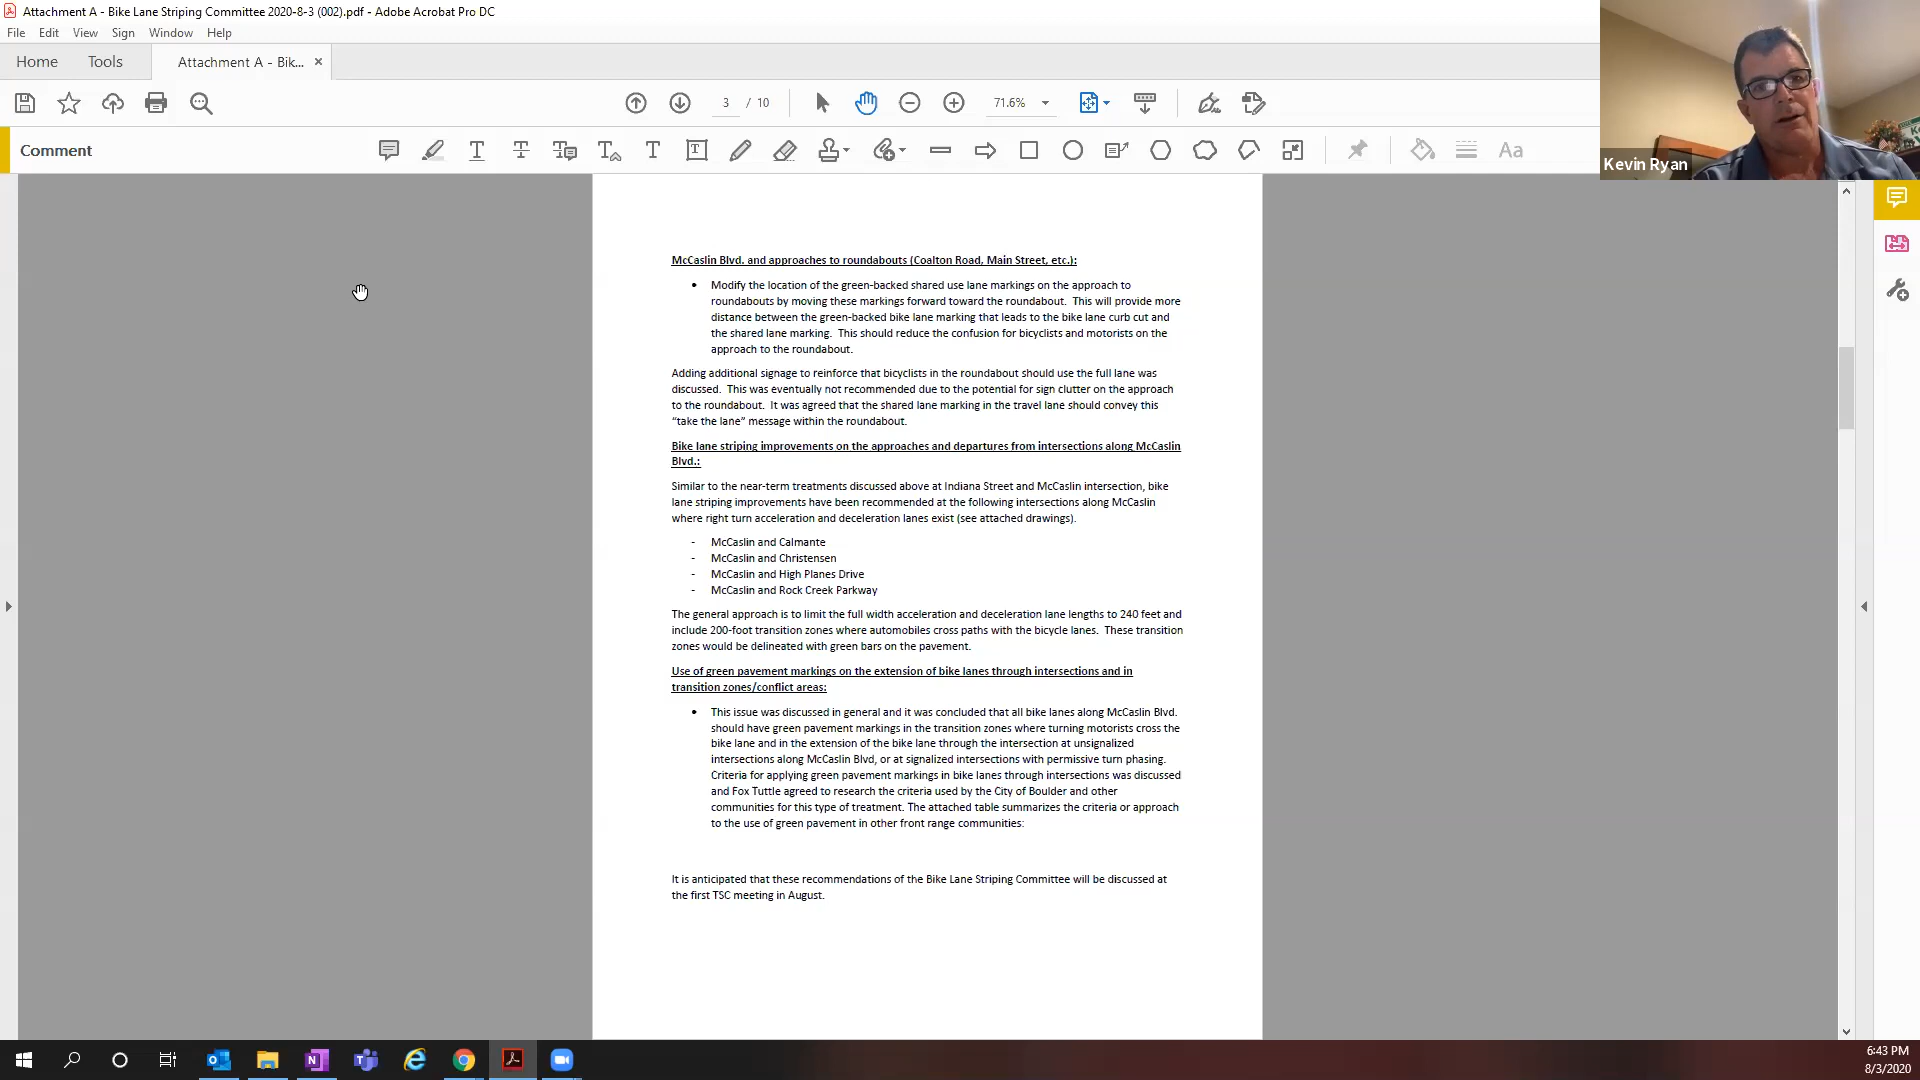 Attachment A - Bike Lane Striping Committee 2020-8-3 (002).pdf - Adobe Acrobat Pro DC
File Edit View Sign Window Help
Home Tools Attachment A - Bik... ×
3 / 10 71.6%
Comment
Kevin Ryan
McCaslin Blvd. and approaches to roundabouts (Coalton Road, Main Street, etc.):
• Modify the location of the green-backed shared use lane markings on the approach to
roundabouts by moving these markings forward toward the roundabout. This will provide more
distance between the green-backed bike lane marking that leads to the bike lane curb cut and
the shared lane marking. This should reduce the confusion for bicyclists and motorists on the
approach to the roundabout.
Adding additional signage to reinforce that bicyclists in the roundabout should use the full lane was
discussed. This was eventually not recommended due to the potential for sign clutter on the approach
to the roundabout. It was agreed that the shared lane marking in the travel lane should convey this
“take the lane” message within the roundabout.
Bike lane striping improvements on the approaches and departures from intersections along McCaslin
Blvd.:
Similar to the near-term treatments discussed above at Indiana Street and McCaslin intersection, bike
lane striping improvements have been recommended at the following intersections along McCaslin
where right turn acceleration and deceleration lanes exist (see attached drawings).
- McCaslin and Calmante
- McCaslin and Christensen
- McCaslin and High Planes Drive
- McCaslin and Rock Creek Parkway
The general approach is to limit the full width acceleration and deceleration lane lengths to 240 feet and
include 200-foot transition zones where automobiles cross paths with the bicycle lanes. These transition
zones would be delineated with green bars on the pavement.
Use of green pavement markings on the extension of bike lanes through intersections and in
transition zones/conflict areas:
• This issue was discussed in general and it was concluded that all bike lanes along McCaslin Blvd.
should have green pavement markings in the transition zones where turning motorists cross the
bike lane and in the extension of the bike lane through the intersection at unsignalized
intersections along McCaslin Blvd, or at signalized intersections with permissive turn phasing.
Criteria for applying green pavement markings in bike lanes through intersections was discussed
and Fox Tuttle agreed to research the criteria used by the City of Boulder and other
communities for this type of treatment. The attached table summarizes the criteria or approach
to the use of green pavement in other front range communities:
It is anticipated that these recommendations of the Bike Lane Striping Committee will be discussed at
the first TSC meeting in August.
6:43 PM
8/3/2020